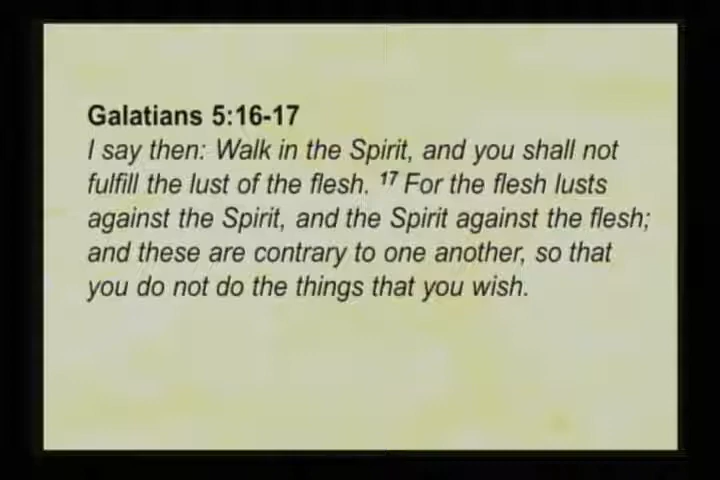 Galatians 5:16-17
I say then: Walk in the Spirit, and you shall not
fulfill the lust of the flesh. 17 For the flesh lusts
against the Spirit, and the Spirit against the flesh;
and these are contrary to one another, so that
you do not do the things that you wish.